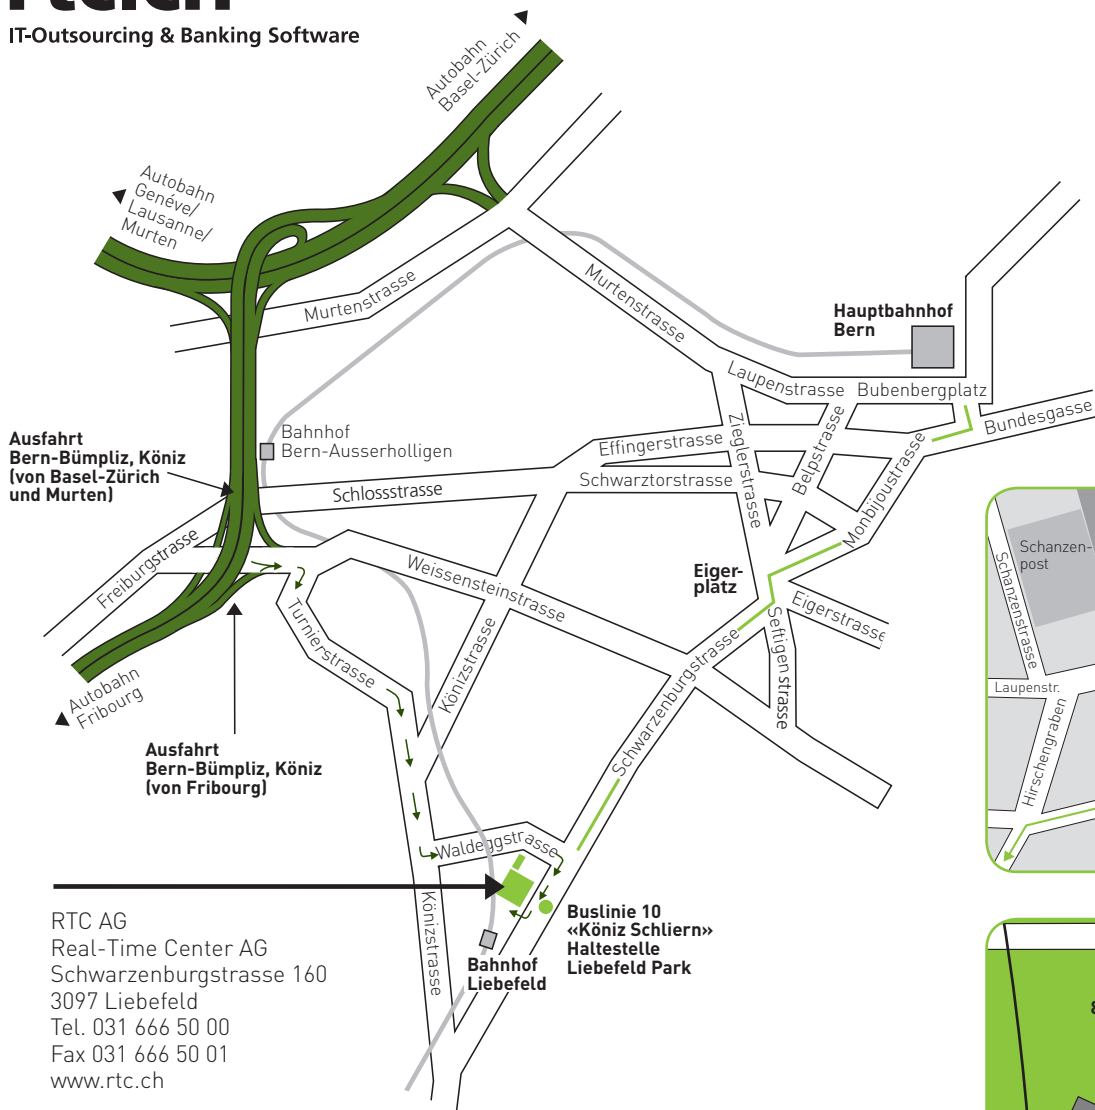 IT-Outsourcing & Banking Software
Autobahn
Basel-Zürich
Autobahn
Genéve/
Lausanne/
Murten
Murtenstrasse
Murtenstrasse
Hauptbahnhof
Bern
Laupenstrasse
Bubenbergplatz
Bundesgasse
Ausfahrt
Bern-Bümpliz, Köniz
(von Basel-Zürich
und Murten)
Bahnhof
Bern-Ausserholligen
Effingerstrasse
Zieglerstrasse
Belpstrasse
Monbijoustrasse
Schlossstrasse
Schwarztorstrasse
Freiburgstrasse
Weissensteinstrasse
Eiger-
platz
Eigerstrasse
Seftigen strasse
Turnierstrasse
Könizstrasse
Schwarzenburgstrasse
Autobahn
Fribourg
Ausfahrt
Bern-Bümpliz, Köniz
(von Fribourg)
Waldeggstrasse
Könizstrasse
Buslinie 10
«Köniz Schliern»
Haltestelle
Liebefeld Park
Bahnhof
Liebefeld
RTC AG
Real-Time Center AG
Schwarzenburgstrasse 160
3097 Liebefeld
Tel. 031 666 50 00
Fax 031 666 50 01
www.rtc.ch
Schanzen-
post
Schanzenstrasse
Laupenstr.
Hirschengraben